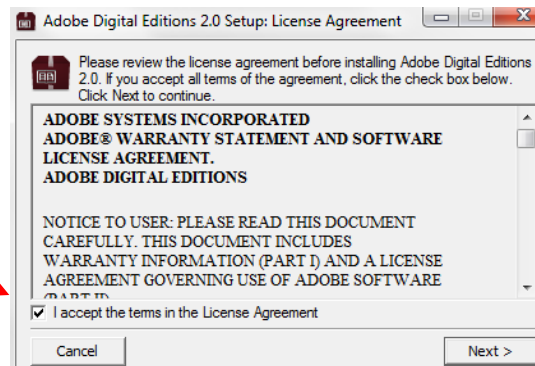 Adobe Digital Editions 2.0 Setup: License Agreement
Please review the license agreement before installing Adobe Digital Editions
2.0. If you accept all terms of the agreement, click the check box below.
Click Next to continue.
ADOBE SYSTEMS INCORPORATED
ADOBE® WARRANTY STATEMENT AND SOFTWARE
LICENSE AGREEMENT.
ADOBE DIGITAL EDITIONS
NOTICE TO USER: PLEASE READ THIS DOCUMENT
CAREFULLY. THIS DOCUMENT INCLUDES
WARRANTY INFORMATION (PART I) AND A LICENSE
AGREEMENT GOVERNING USE OF ADOBE SOFTWARE
(PART II)
I accept the terms in the License Agreement
Cancel
Next >